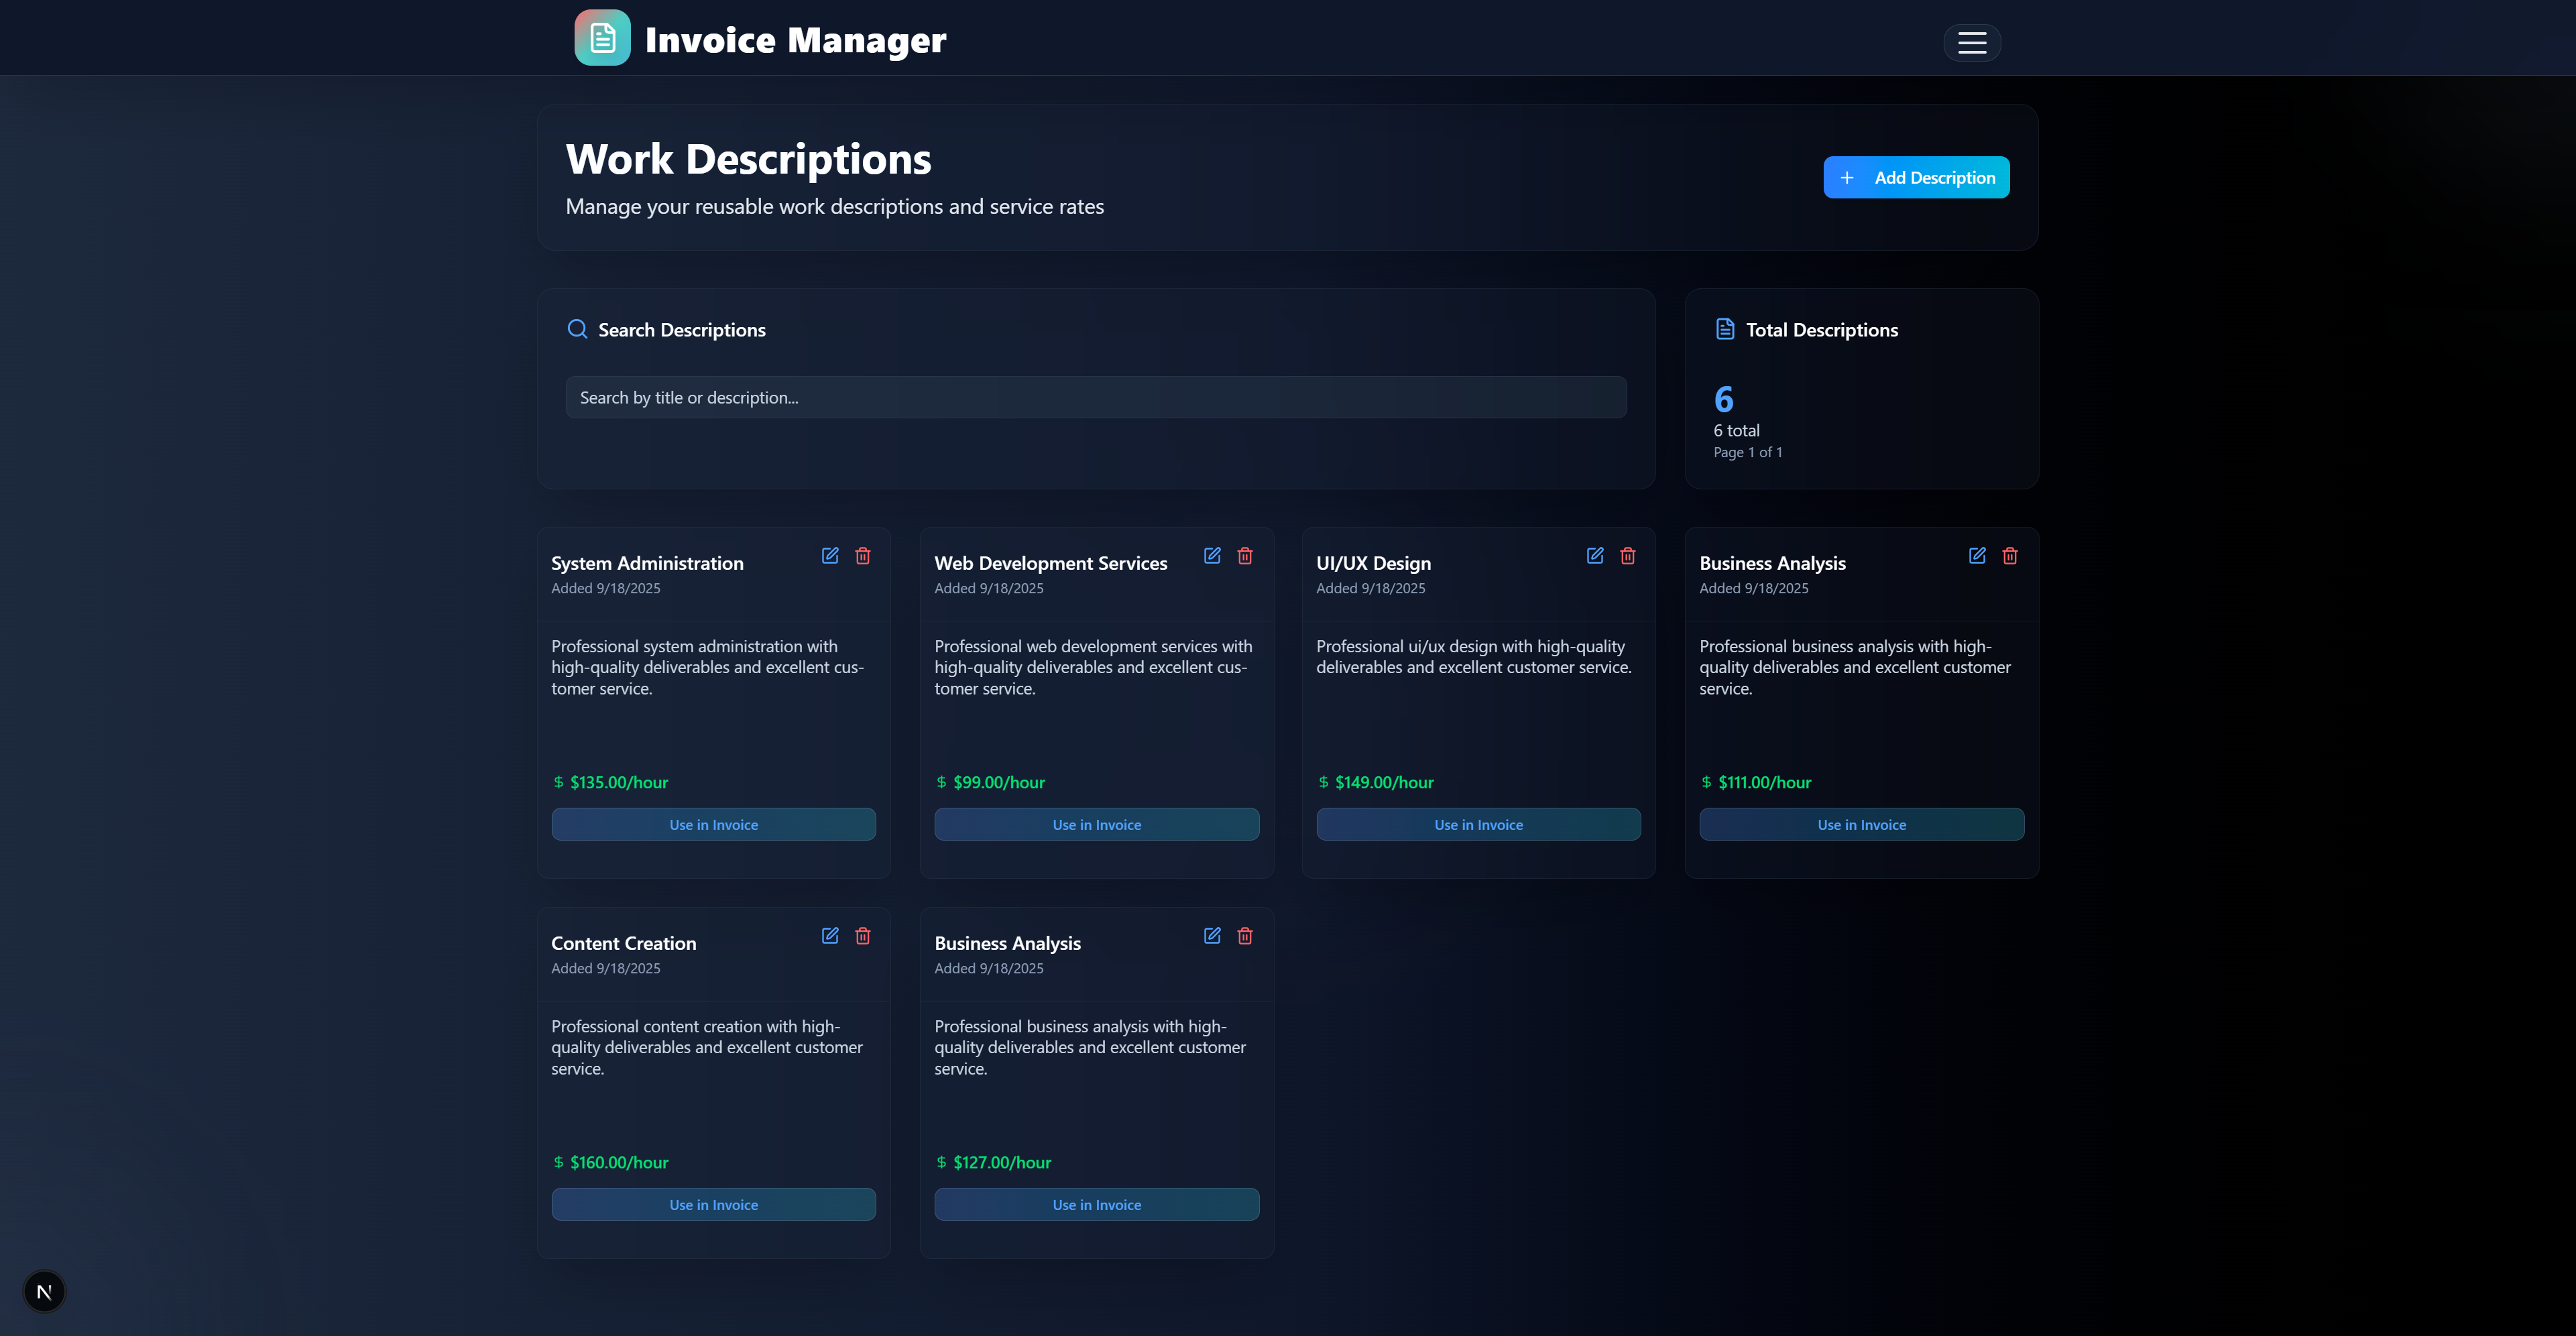 Invoice Manager
Work Descriptions
Manage your reusable work descriptions and service rates
Add Description
Search Descriptions
Search by title or description...
Total Descriptions
6
6 total
Page 1 of 1
System Administration
Added 9/18/2025
Professional system administration with
high-quality deliverables and excellent cus-
tomer service.
$ $135.00/hour
Use in Invoice
Web Development Services
Added 9/18/2025
Professional web development services with
high-quality deliverables and excellent cus-
tomer service.
$ $99.00/hour
Use in Invoice
UI/UX Design
Added 9/18/2025
Professional ui/ux design with high-quality
deliverables and excellent customer service.
$ $149.00/hour
Use in Invoice
Business Analysis
Added 9/18/2025
Professional business analysis with high-
quality deliverables and excellent customer
service.
$ $111.00/hour
Use in Invoice
Content Creation
Added 9/18/2025
Professional content creation with high-
quality deliverables and excellent customer
service.
$ $160.00/hour
Use in Invoice
Business Analysis
Added 9/18/2025
Professional business analysis with high-
quality deliverables and excellent customer
service.
$ $127.00/hour
Use in Invoice
N